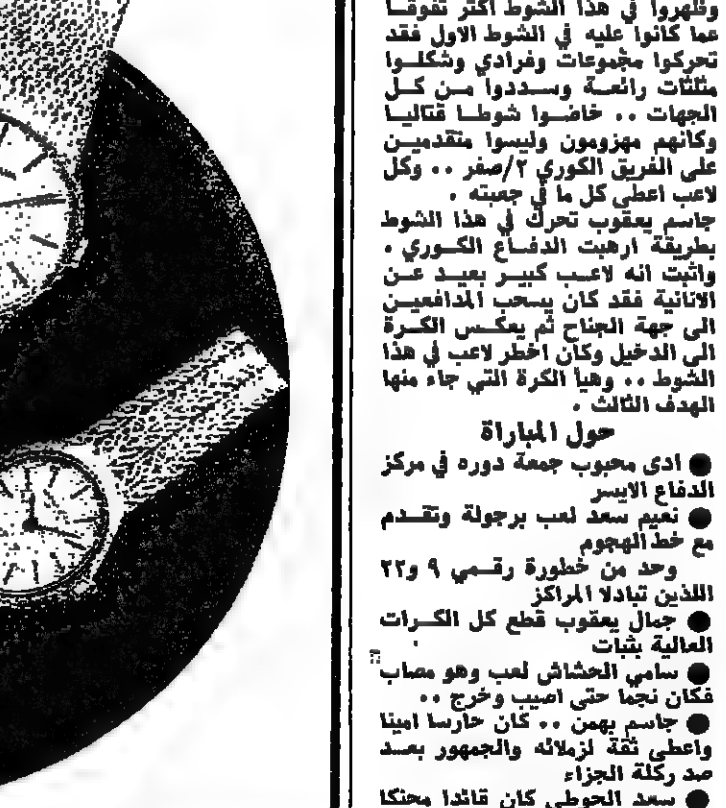 وظهروا في هذا الشوط اكثر تفوقا
عما كانوا عليه في الشوط الاول فقد
تحركوا مجموعات وفرادي وشكلوا
مثلثات رائعة وسددوا من كل
الجهات .. خاضوا شوطا قتاليا
وكانهم مهزومون وليسوا متقدمين
على الفريق الكوري ٢/صفر .. وكل
لاعب اعطى كل ما في جعبته .
جاسم يعقوب تحرك في هذا الشوط
بطريقة ارهبت الدفاع الكوري .
واثبت انه لاعب كبير بعيد عن
الانانية فقد كان يسحب المدافعين
الى جهة الجناح ثم يعكس الكرة
الى الدخيل وكان اخطر لاعب في هذا
الشوط .. وهيأ الكرة التي جاء منها
الهدف الثالث .
حول المباراة
● ادى محبوب جمعة دوره في مركز
الدفاع الايسر
● نعيم سعد لعب برجولة وتقدم
مع خط الهجوم
وحد من خطورة رقمي ٩ و٢٢
اللذين تبادلا المراكز
● جمال يعقوب قطع كل الكرات
العالية بثبات
● سامي الحشاش لعب وهو مصاب
فكان نجما حتى اصيب وخرج ..
● جاسم بهمن .. كان حارسا امينا
واعطى ثقة لزملائه والجمهور بعد
صد ركلة الجزاء
● سعد الحوطي كان قائدا محنكا